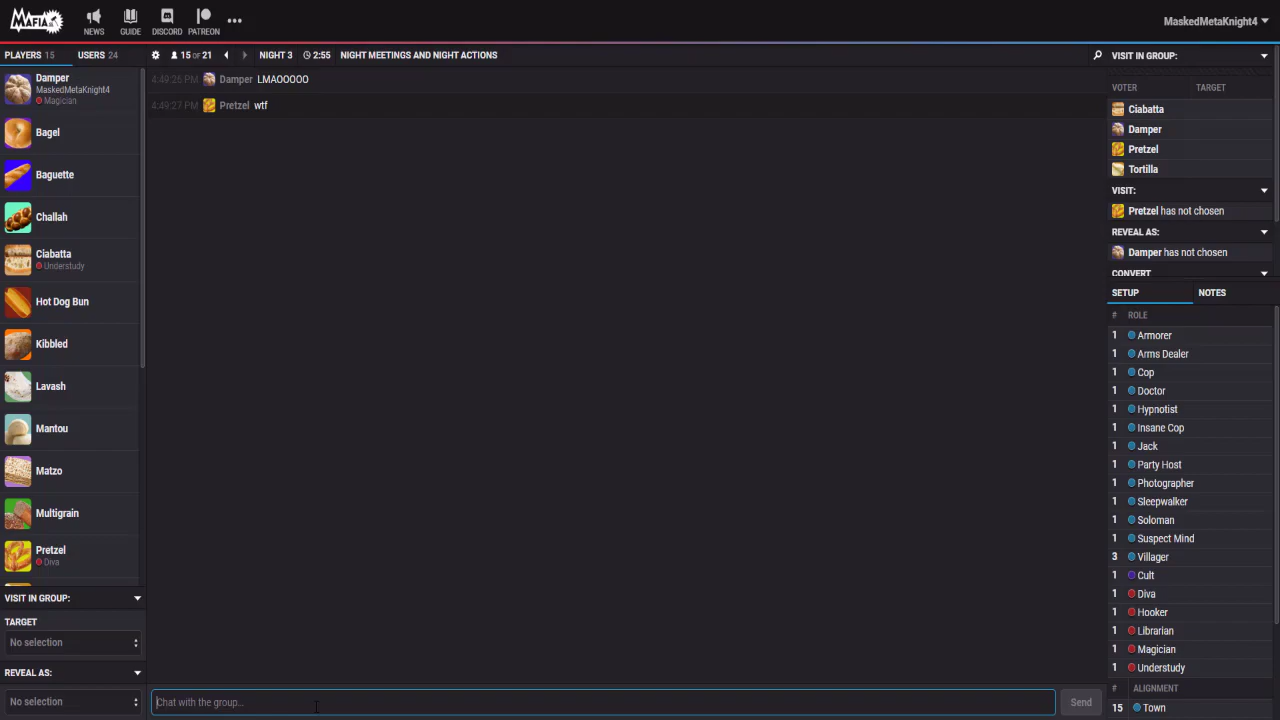 MAFIA
NEWS
GUIDE
DISCORD
PATREON
MaskedMetaKnight4
PLAYERS 15
USERS 24
15 OF 21
NIGHT 3
2:55
NIGHT MEETINGS AND NIGHT ACTIONS
Damper
MaskedMetaKnight4
Magician
Bagel
Baguette
Challah
Ciabatta
Understudy
Hot Dog Bun
Kibbled
Lavash
Mantou
Matzo
Multigrain
Pretzel
Diva
VISIT IN GROUP:
TARGET
No selection
REVEAL AS:
No selection
4:49:26 PM Damper LMAOOOOO
4:49:27 PM Pretzel wtf
Chat with the group...
Send
VISIT IN GROUP:
VOTER TARGET
Ciabatta
Damper
Pretzel
Tortilla
VISIT:
Pretzel has not chosen
REVEAL AS:
Damper has not chosen
CONVERT
SETUP NOTES
# ROLE
1 Armorer
1 Arms Dealer
1 Cop
1 Doctor
1 Hypnotist
1 Insane Cop
1 Jack
1 Party Host
1 Photographer
1 Sleepwalker
1 Soloman
1 Suspect Mind
3 Villager
1 Cult
1 Diva
1 Hooker
1 Librarian
1 Magician
1 Understudy
# ALIGNMENT
15 Town